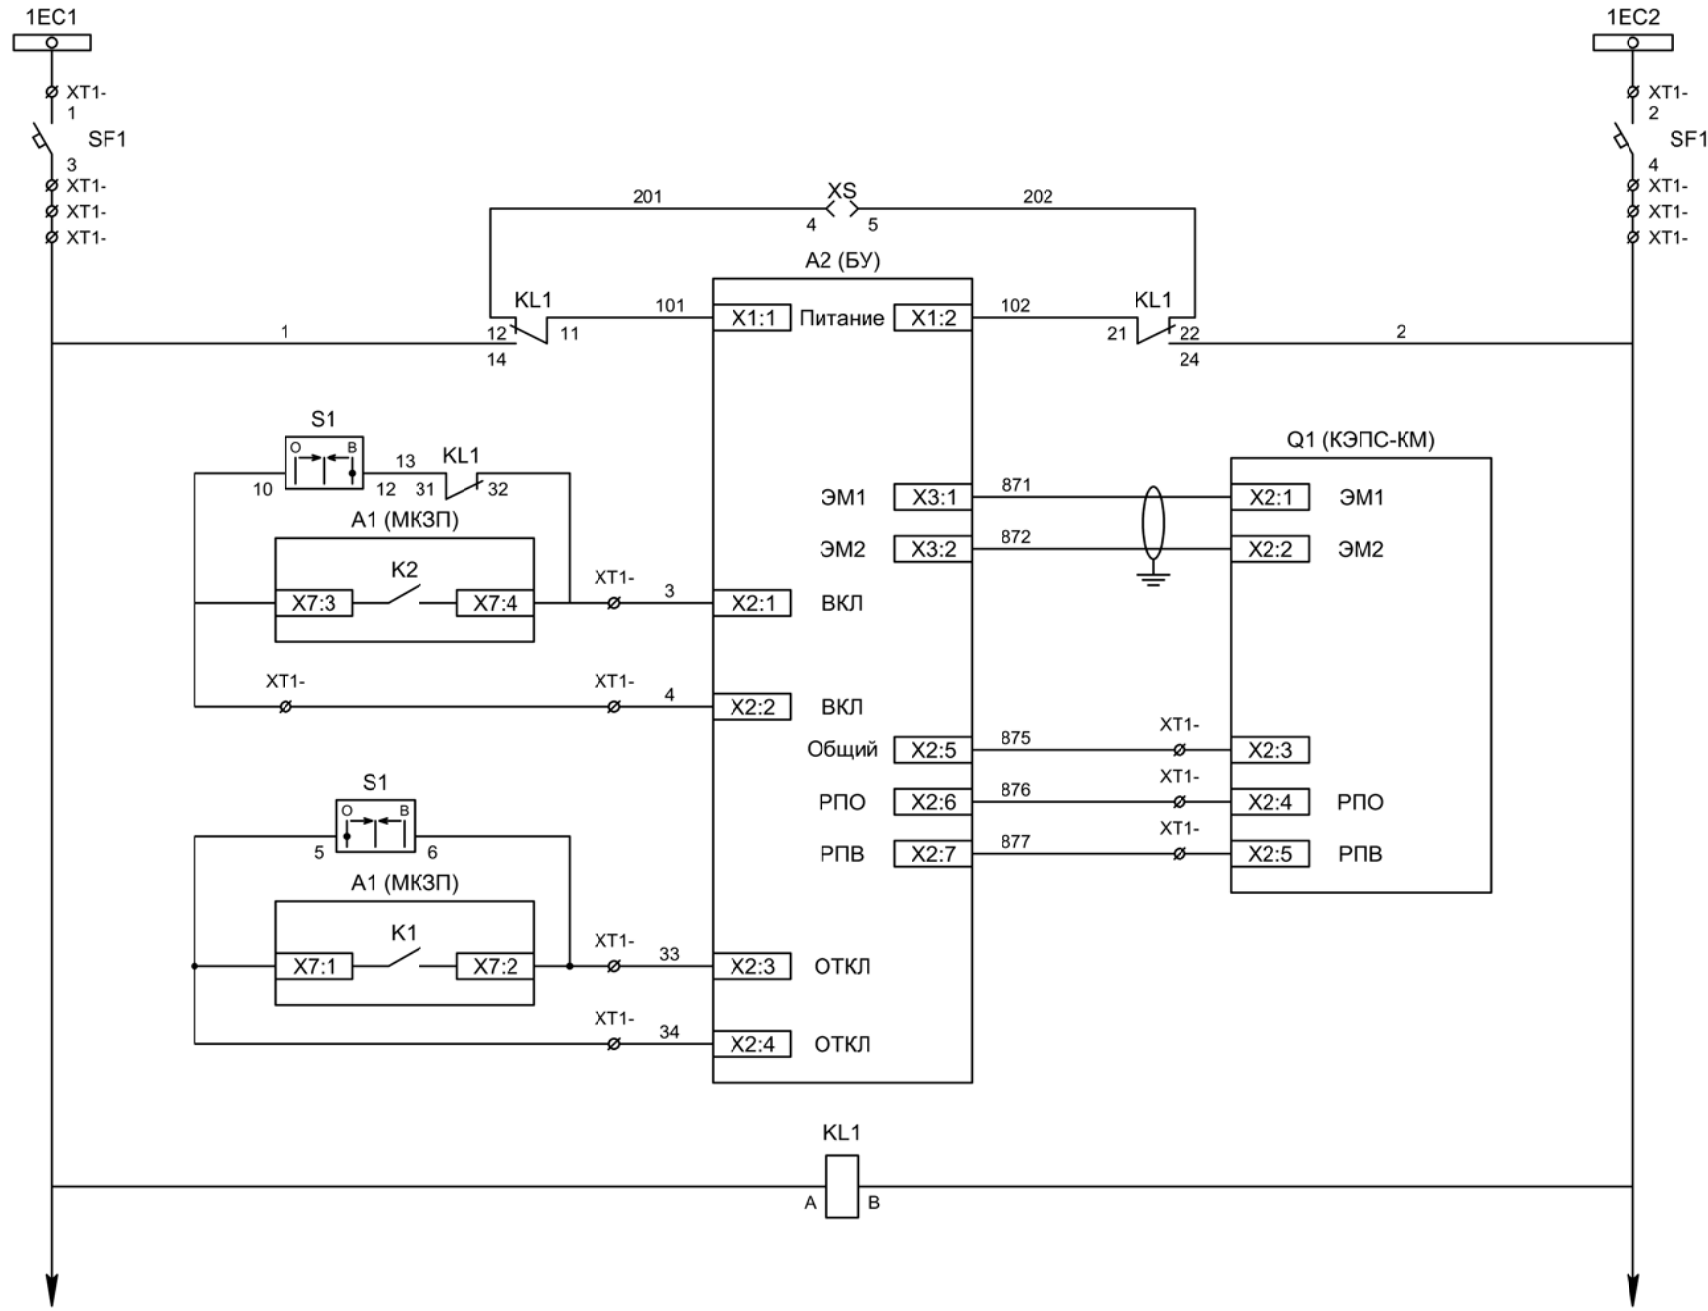 1ЕС1 1ЕС2
XT1- XT1-
1 2
SF1 SF1
3 4
XT1- XT1-
XT1- 201 XS 202 XT1-
4 5
XT1- XT1-
А2 (БУ)
KL1 KL1
101 102
X1:1 Питание X1:2
1 12 11 21 22 2
14 24
S1
О В
Q1 (КЭПС-КМ)
13 KL1
10 12 31 32
ЭМ1 X3:1 871 X2:1 ЭМ1
А1 (МКЗП)
ЭМ2 X3:2 872 X2:2 ЭМ2
K2
XT1- 3
X7:3 X7:4 X2:1 ВКЛ
XT1- XT1- 4
X2:2 ВКЛ
XT1-
Общий X2:5 875 X2:3
S1
О В
XT1-
РПО X2:6 876 X2:4 РПО
XT1-
5 6
РПВ X2:7 877 X2:5 РПВ
А1 (МКЗП)
K1
XT1- 33
X7:1 X7:2 X2:3 ОТКЛ
XT1- 34
X2:4 ОТКЛ
KL1
А В